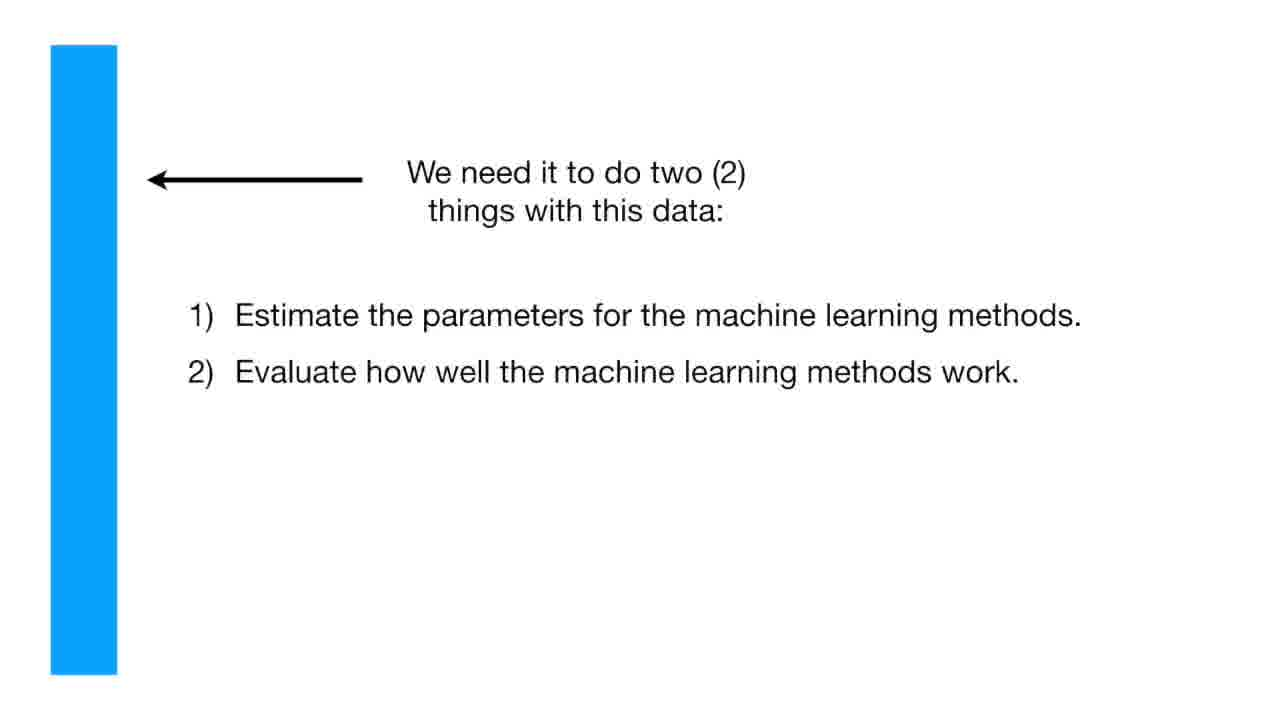 We need it to do two (2)
things with this data:
1) Estimate the parameters for the machine learning methods.
2) Evaluate how well the machine learning methods work.